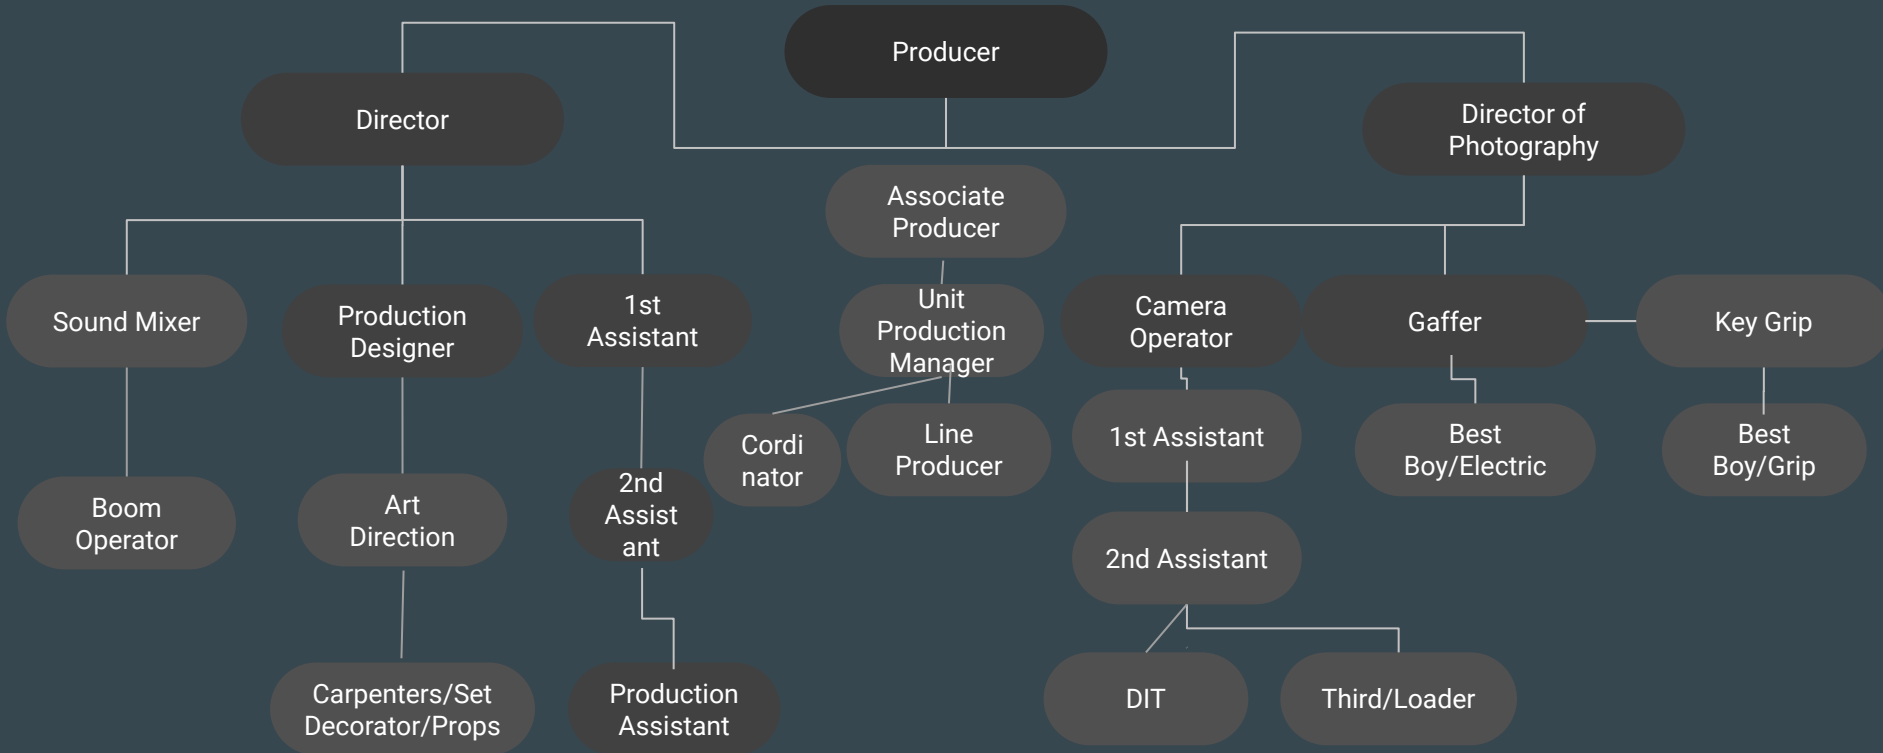 Producer
Director
Director of
Photography
Associate
Producer
Sound Mixer
Production
Designer
1st
Assistant
Unit
Production
Manager
Camera
Operator
Gaffer
Key Grip
Cordi
nator
Line
Producer
1st Assistant
Best
Boy/Electric
Best
Boy/Grip
Boom
Operator
Art
Direction
2nd
Assist
ant
2nd Assistant
Carpenters/Set
Decorator/Props
Production
Assistant
DIT
Third/Loader